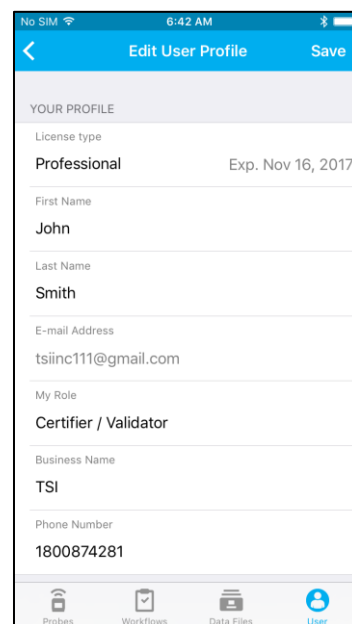 No SIM 6:42 AM
Edit User Profile Save
YOUR PROFILE
License type
Professional Exp. Nov 16, 2017
First Name
John
Last Name
Smith
E-mail Address
tsiinc111@gmail.com
My Role
Certifier / Validator
Business Name
TSI
Phone Number
1800874281
Probes Workflows Data Files User